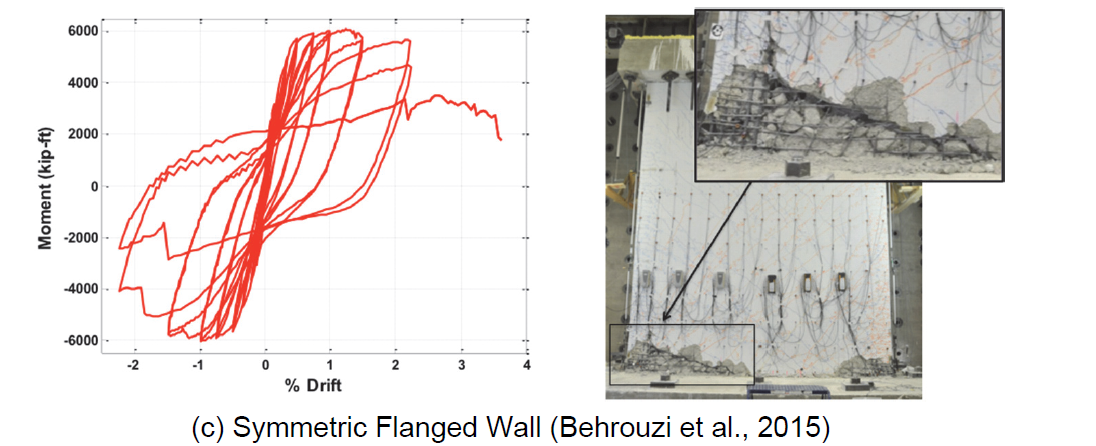 6000
4000
2000
0
-2000
-4000
-6000
Moment (kip-ft)
-2 -1 0 1 2 3 4
% Drift
(c) Symmetric Flanged Wall (Behrouzi et al., 2015)